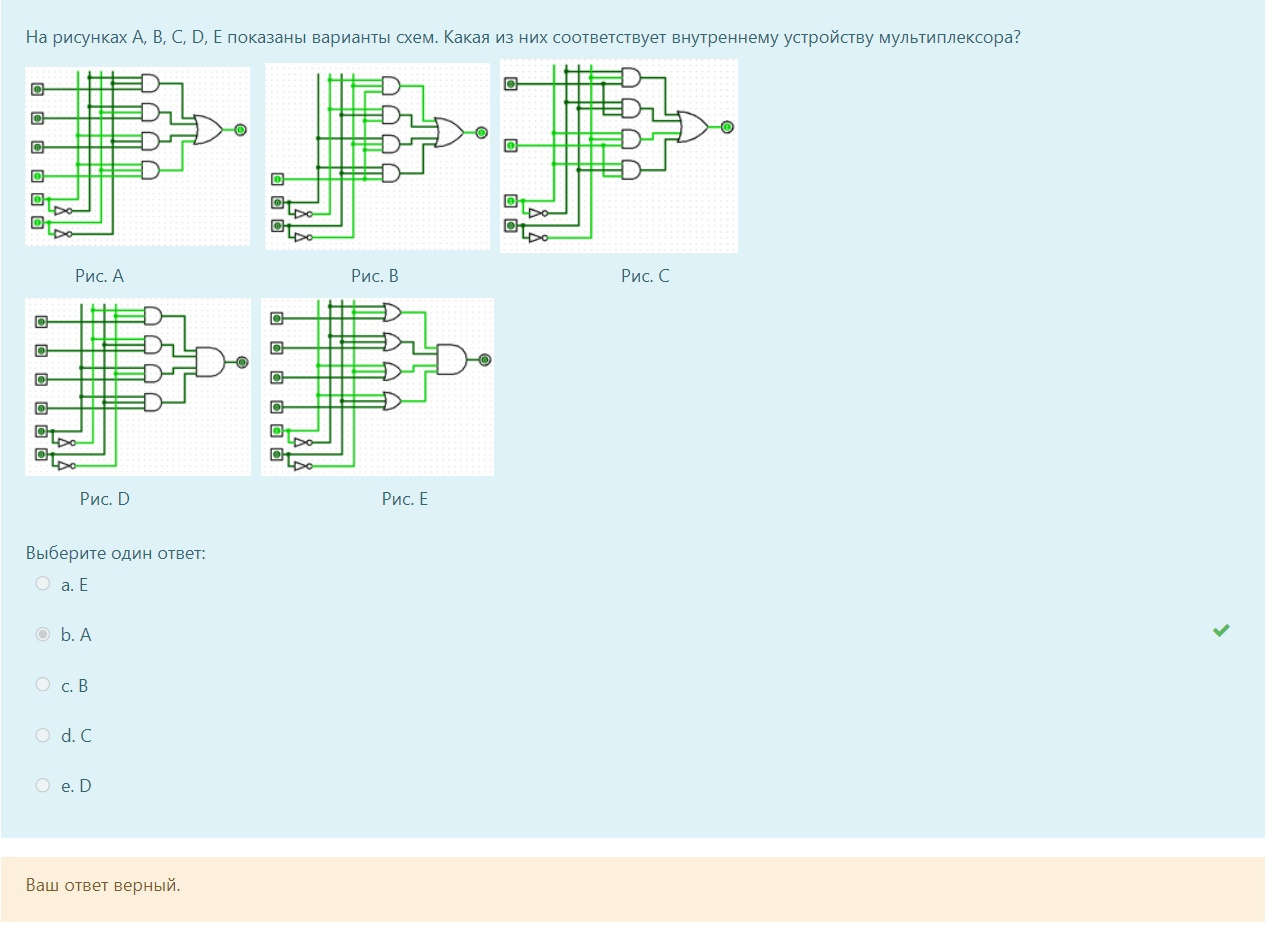 На рисунках A, B, C, D, E показаны варианты схем. Какая из них соответствует внутреннему устройству мультиплексора?
Рис. A Рис. B Рис. C
Рис. D Рис. E
Выберите один ответ:
a. E
b. A
c. B
d. C
e. D
Ваш ответ верный.